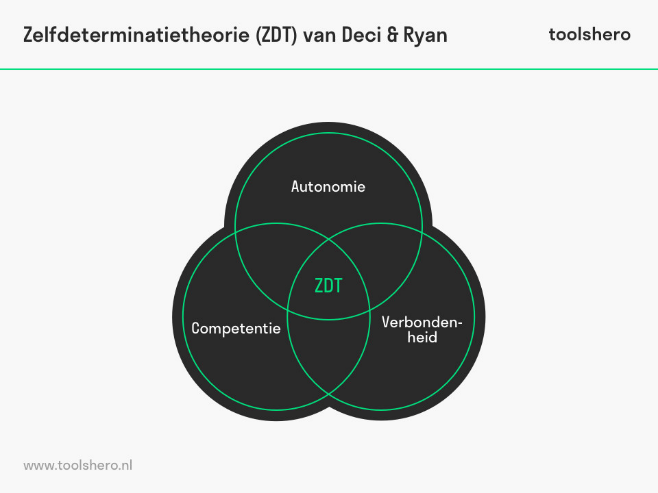 Zelfdeterminatietheorie (ZDT) van Deci & Ryan
toolshero
Autonomie
ZDT
Competentie
Verbonden-
heid
www.toolshero.nl